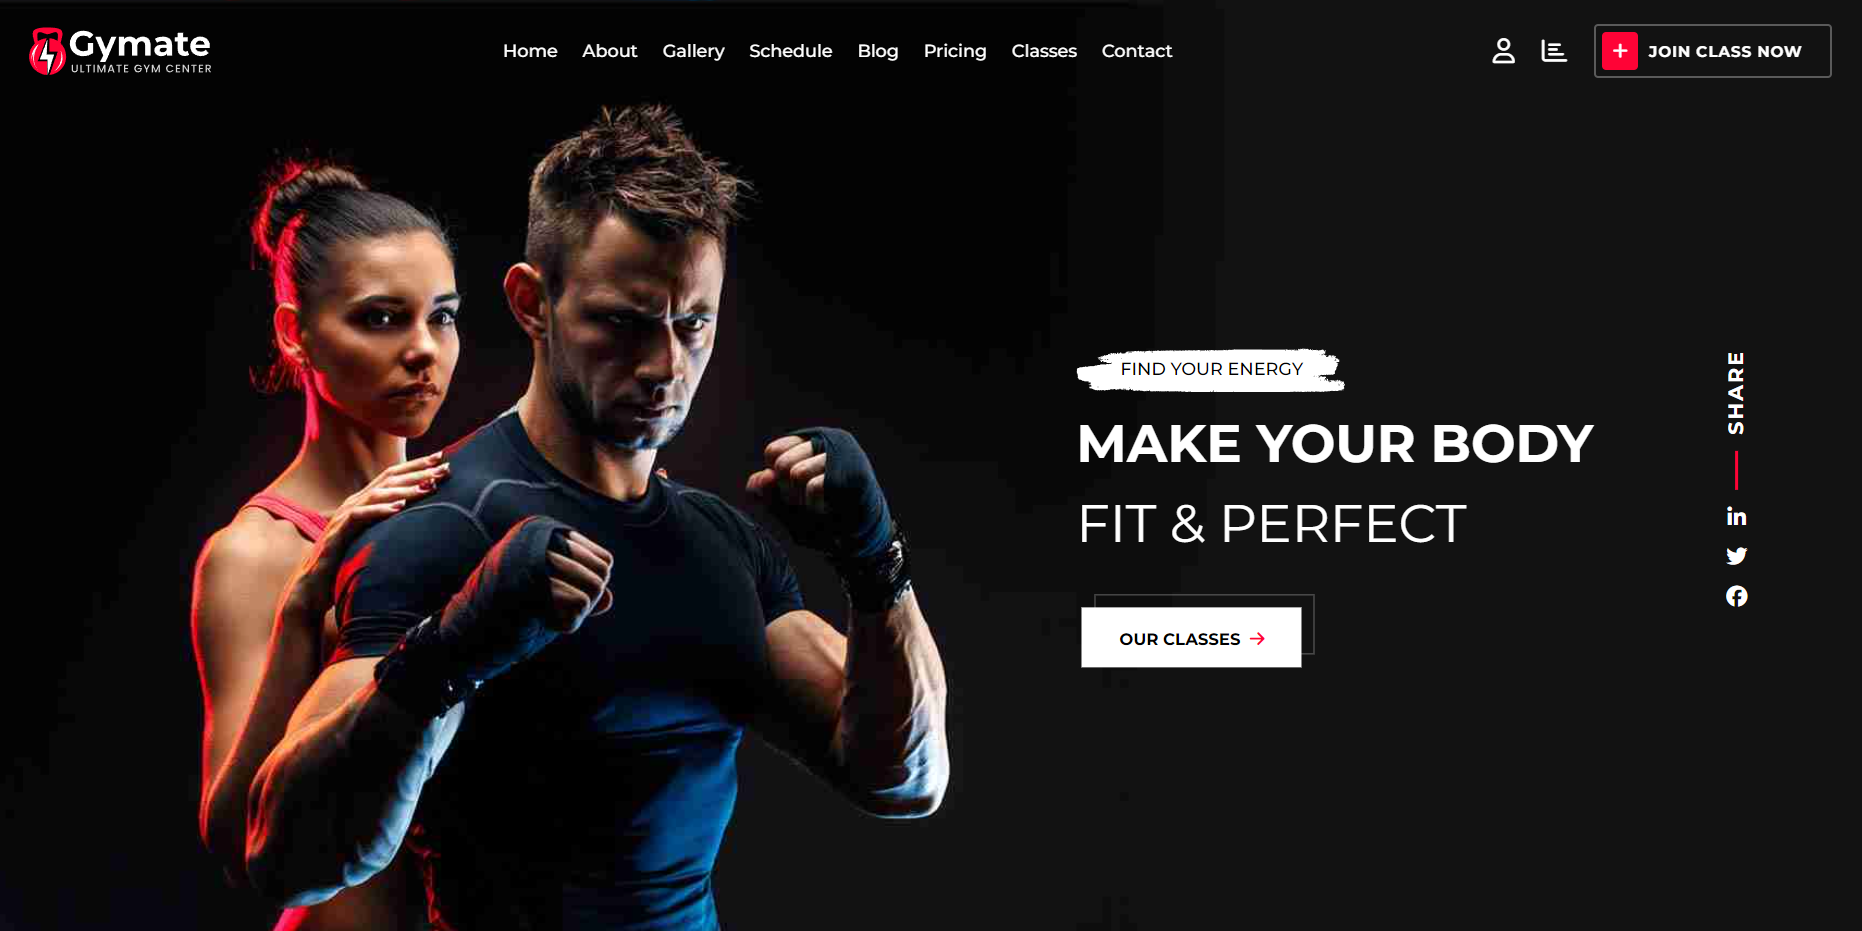 Gymate
ULTIMATE GYM CENTER
Home About Gallery Schedule Blog Pricing Classes Contact
JOIN CLASS NOW
FIND YOUR ENERGY
MAKE YOUR BODY
FIT & PERFECT
OUR CLASSES
SHARE